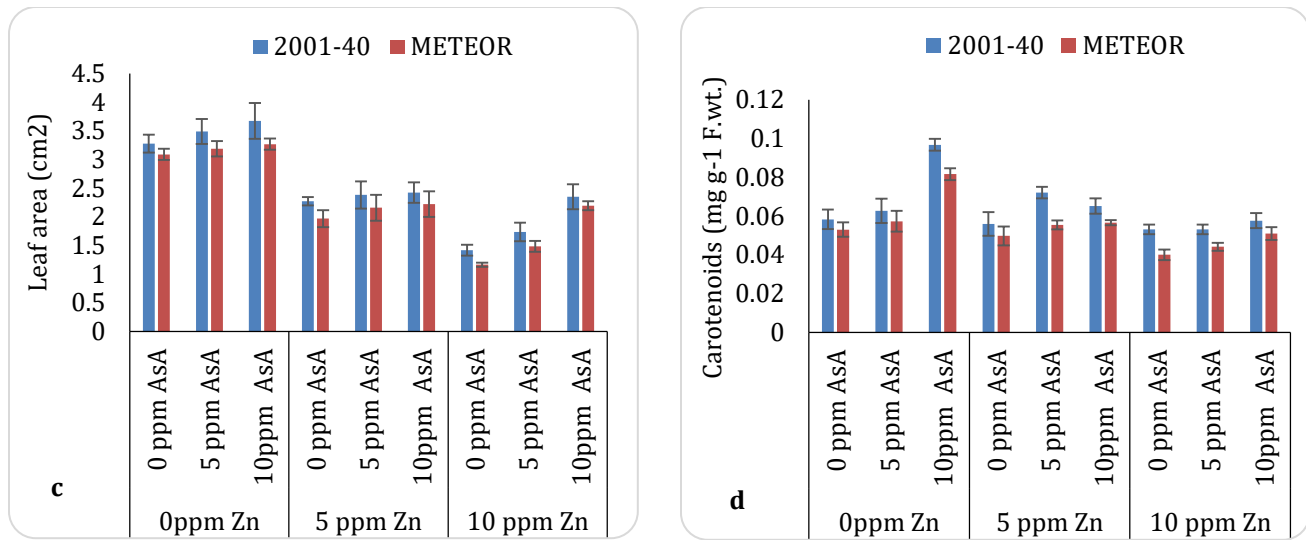 2001-40 METEOR
Leaf area (cm2)
4.5
4
3.5
3
2.5
2
1.5
1
0.5
0
0 ppm AsA
5 ppm AsA
10ppm AsA
0 ppm AsA
5 ppm AsA
10ppm AsA
0 ppm AsA
5 ppm AsA
10ppm AsA
0ppm Zn 5 ppm Zn 10 ppm Zn
c
2001-40 METEOR
Carotenoids (mg g-1 F.wt.)
0.12
0.1
0.08
0.06
0.04
0.02
0
0 ppm AsA
5 ppm AsA
10ppm AsA
0 ppm AsA
5 ppm AsA
10ppm AsA
0 ppm AsA
5 ppm AsA
10ppm AsA
0ppm Zn 5 ppm Zn 10 ppm Zn
d